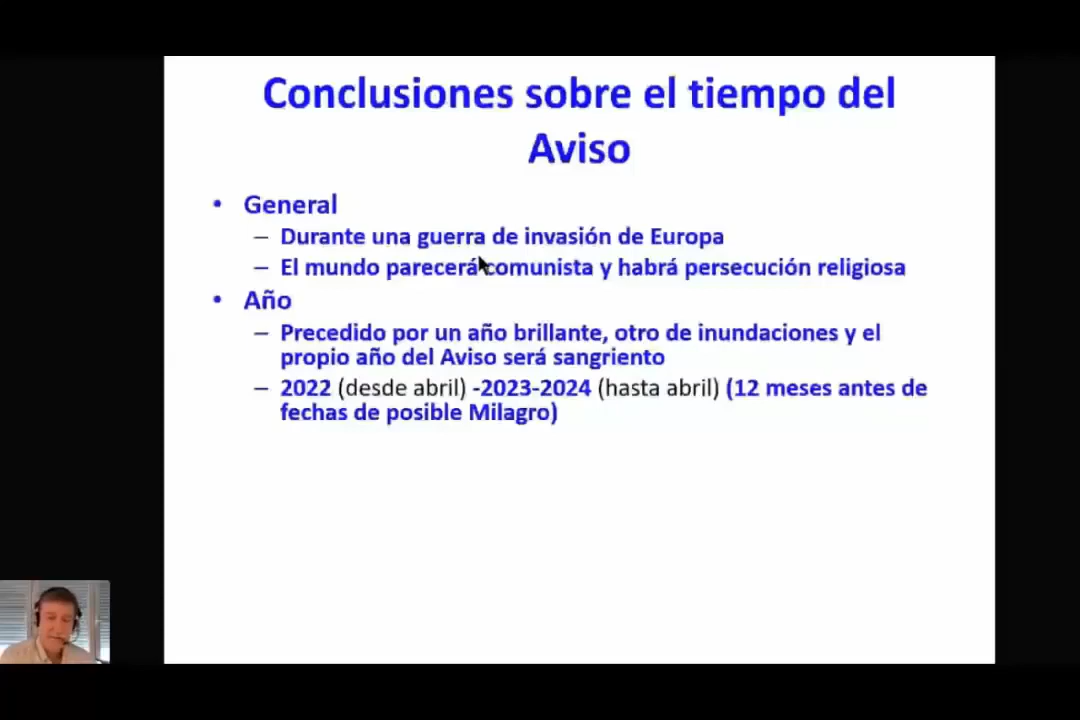 Conclusiones sobre el tiempo del
Aviso
• General
– Durante una guerra de invasión de Europa
– El mundo parecerá comunista y habrá persecución religiosa
• Año
– Precedido por un año brillante, otro de inundaciones y el
propio año del Aviso será sangriento
– 2022 (desde abril) -2023-2024 (hasta abril) (12 meses antes de
fechas de posible Milagro)